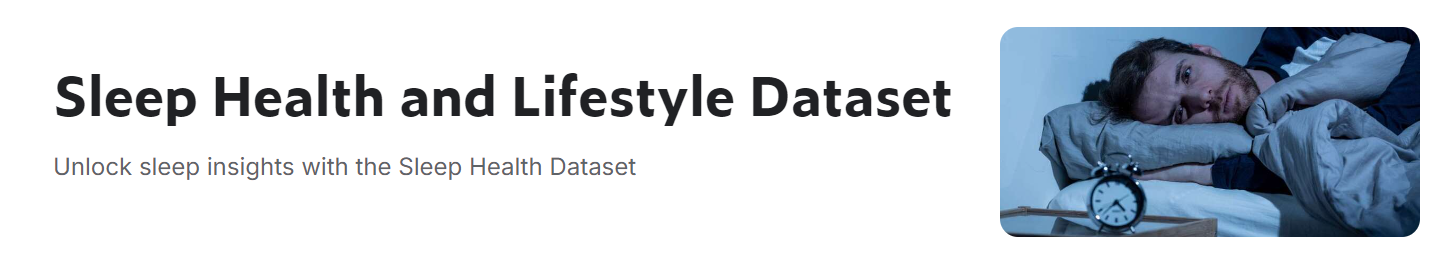 Sleep Health and Lifestyle Dataset
Unlock sleep insights with the Sleep Health Dataset